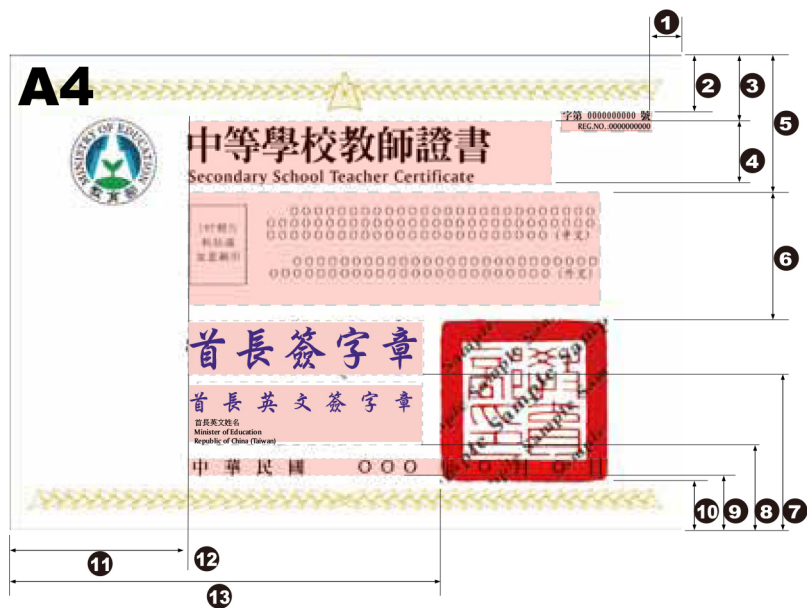 1
A4
2
3
字第 0000000000 號
REG.NO.:0000000000
MINISTRY OF EDUCATION
教育部
中等學校教師證書
Secondary School Teacher Certificate
4
5
(中文)
(外文)
6
首長簽字章
首長英文簽字章
首長英文姓名
Minister of Education
Republic of China (Taiwan)
Sample Sample Sample
中華民國 ○○○
10
9
8
7
11
12
13